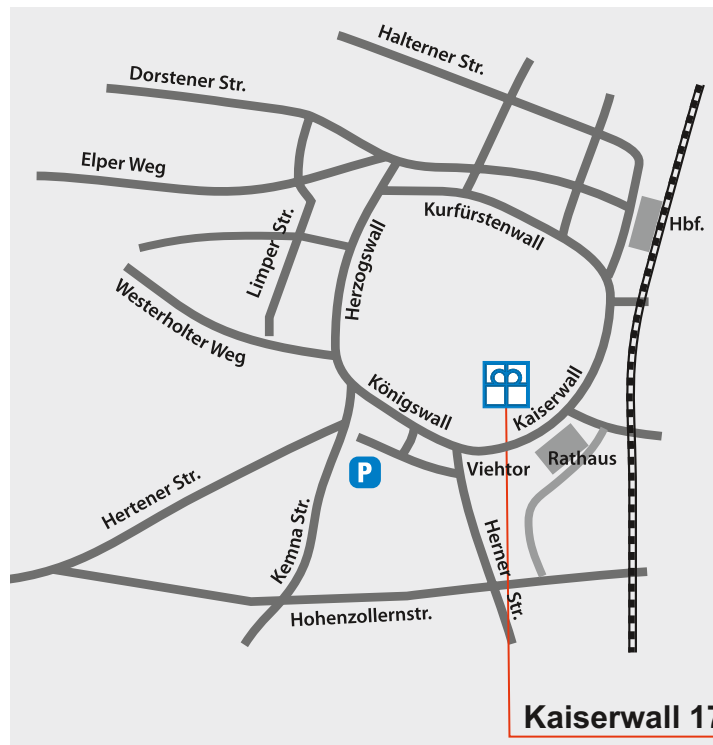 Halterner Str.
Dorstener Str.
Elper Weg
Kurfürstenwall
Hbf.
Limper Str.
Herzogswall
Westerholter Weg
Königswall
Kaiserwall
Viehtor
Rathaus
P
Hertener Str.
Kemna Str.
Herner Str.
Hohenzollernstr.
Kaiserwall 17